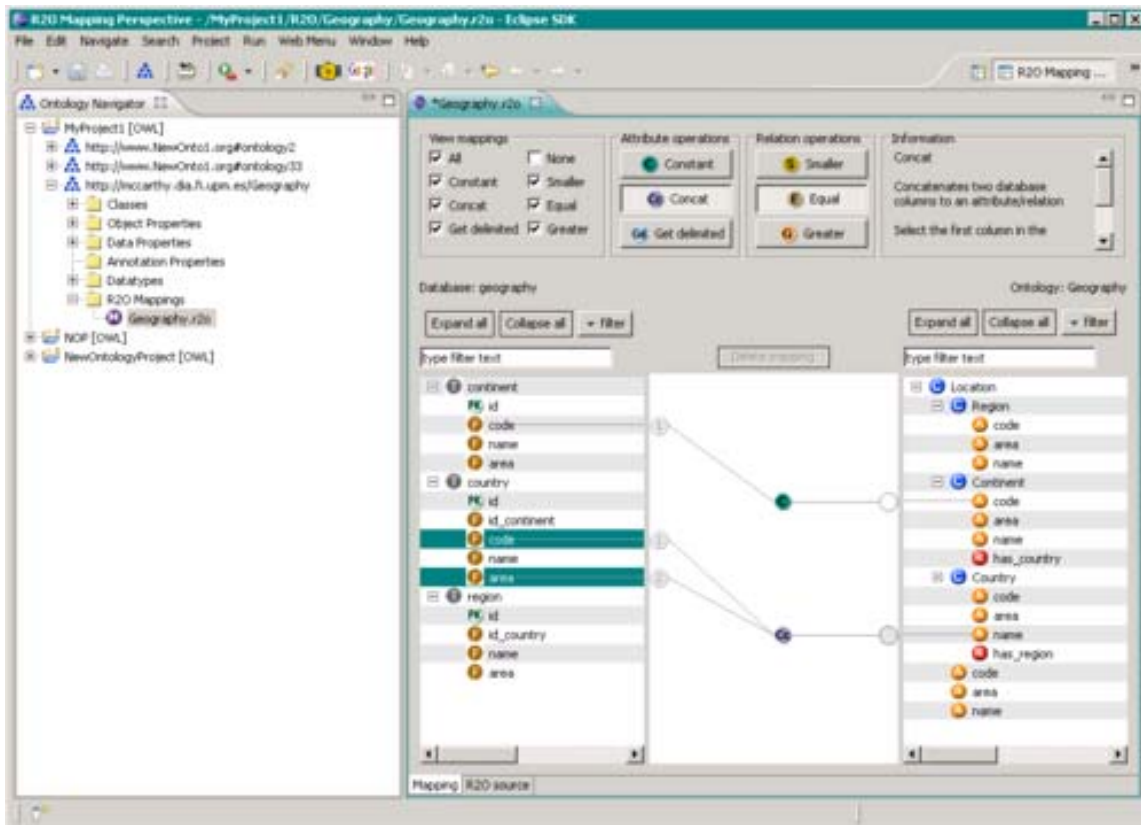 R2O Mapping Perspective - /MyProject1/R2O/Geography/Geography.r2o - Eclipse SDK
File Edit Navigate Search Project Run Web Menu Window Help
R2O Mapping ...
Ontology Navigator
MyProject1 [OWL]
http://www.NewOnto1.org#ontology2
http://www.NewOnto1.org#ontology33
http://mccarthy.dia.fi.upm.es/Geography
Classes
Object Properties
Data Properties
Annotation Properties
Datatypes
R2O Mappings
Geography.r2o
NOP [OWL]
NewOntologyProject [OWL]
*Geography.r2o
View mappings
All None
Constant Smaller
Concat Equal
Get delimited Greater
Attribute operations
Constant
Concat
Get delimited
Relation operations
Smaller
Equal
Greater
Information
Concat
Concatenates two database
columns to an attribute/relation
Select the first column in the
Database: geography
Ontology: Geography
Expand all Collapse all filter
Expand all Collapse all filter
type filter text
Delete mapping
type filter text
continent
PK id
F code
F name
F area
country
PK id
F id_continent
F code
F name
F area
region
PK id
F id_country
F name
F area
C Location
C Region
A code
A area
A name
C Continent
A code
A area
A name
R has_country
C Country
A code
A area
A name
R has_region
A code
A area
A name
Mapping R2O source